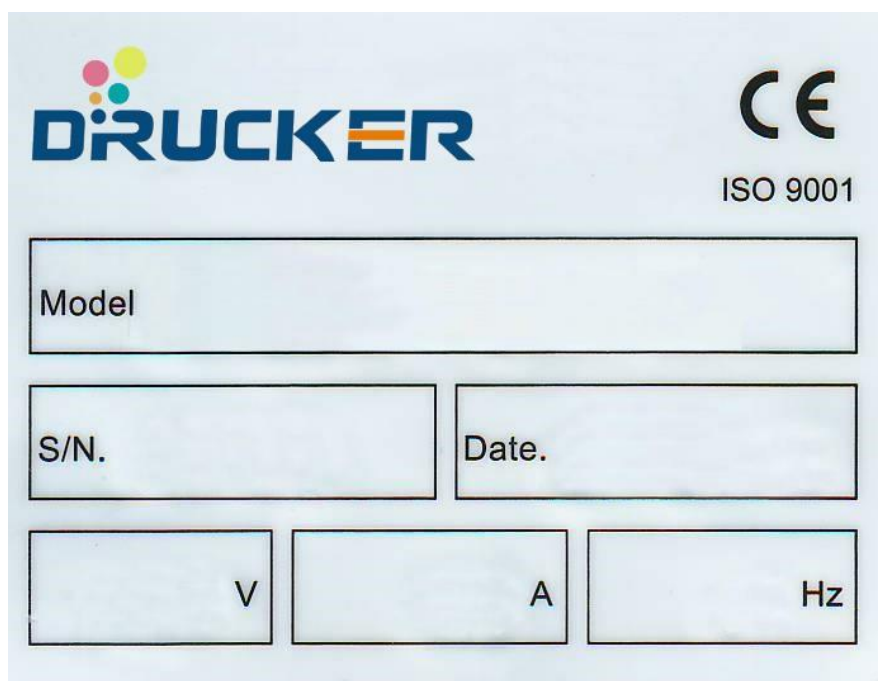 DRUCKER
CE
ISO 9001
Model
S/N.
Date.
V
A
Hz